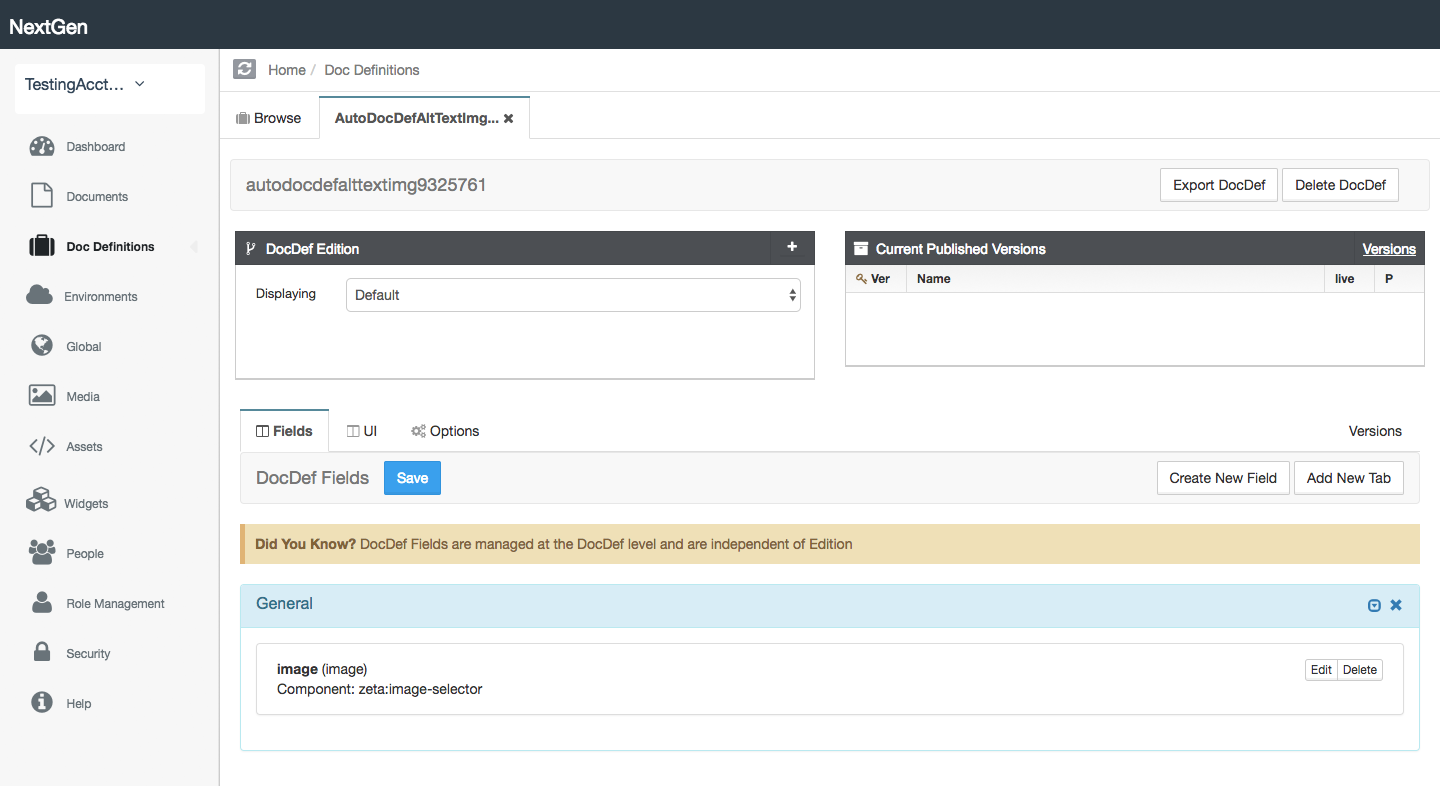 NextGen
TestingAcct...
Dashboard
Documents
Doc Definitions
Environments
Global
Media
Assets
Widgets
People
Role Management
Security
Help
Home / Doc Definitions
Browse
AutoDocDefAltTextImg...
autodocdefalttextimg9325761
Export DocDef
Delete DocDef
DocDef Edition
Displaying
Default
Current Published Versions
Versions
Ver
Name
live
P
Fields
UI
Options
Versions
DocDef Fields
Save
Create New Field
Add New Tab
Did You Know? DocDef Fields are managed at the DocDef level and are independent of Edition
General
image (image)
Component: zeta:image-selector
Edit
Delete